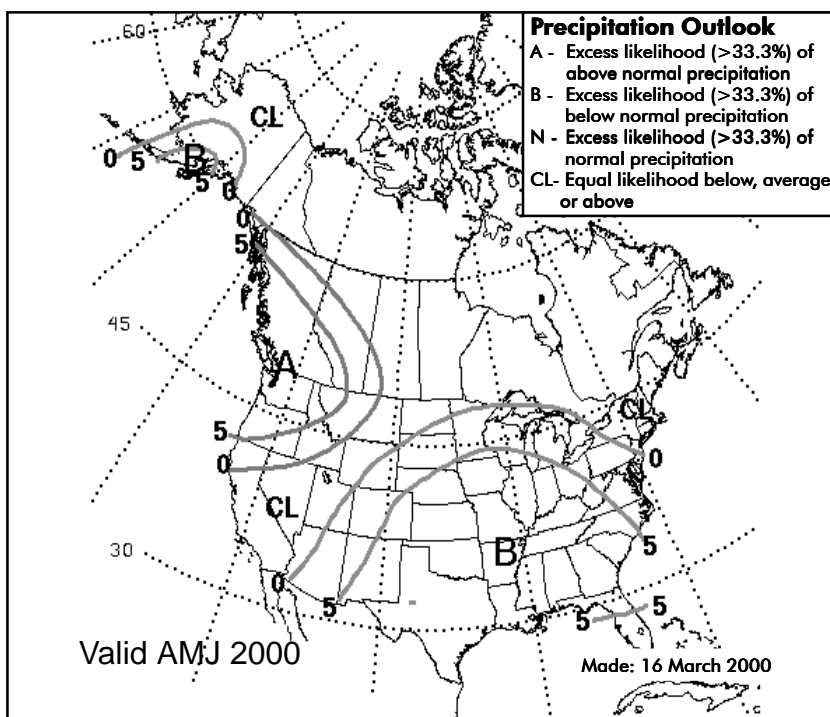 Precipitation Outlook
A - Excess likelihood (>33.3%) of
above normal precipitation
B - Excess likelihood (>33.3%) of
below normal precipitation
N - Excess likelihood (>33.3%) of
normal precipitation
CL- Equal likelihood below, average
or above
60
CL
B
0
5
5
0
0
5
45
A
5
0
CL
0
CL
B
5
30
0
5
5
5
Valid AMJ 2000
Made: 16 March 2000